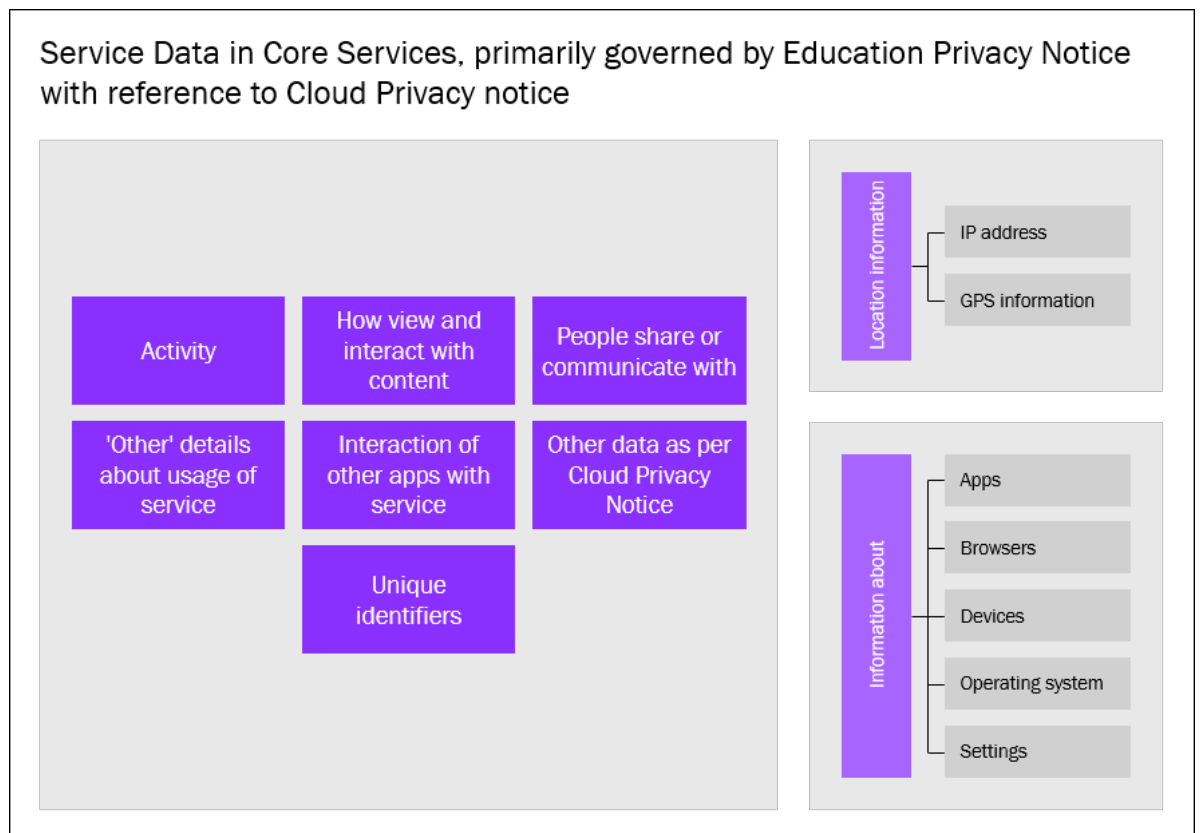 Service Data in Core Services, primarily governed by Education Privacy Notice
with reference to Cloud Privacy notice
Activity
How view and
interact with
content
People share or
communicate with
'Other' details
about usage of
service
Interaction of
other apps with
service
Other data as per
Cloud Privacy
Notice
Unique
identifiers
Location information
IP address
GPS information
Information about
Apps
Browsers
Devices
Operating system
Settings